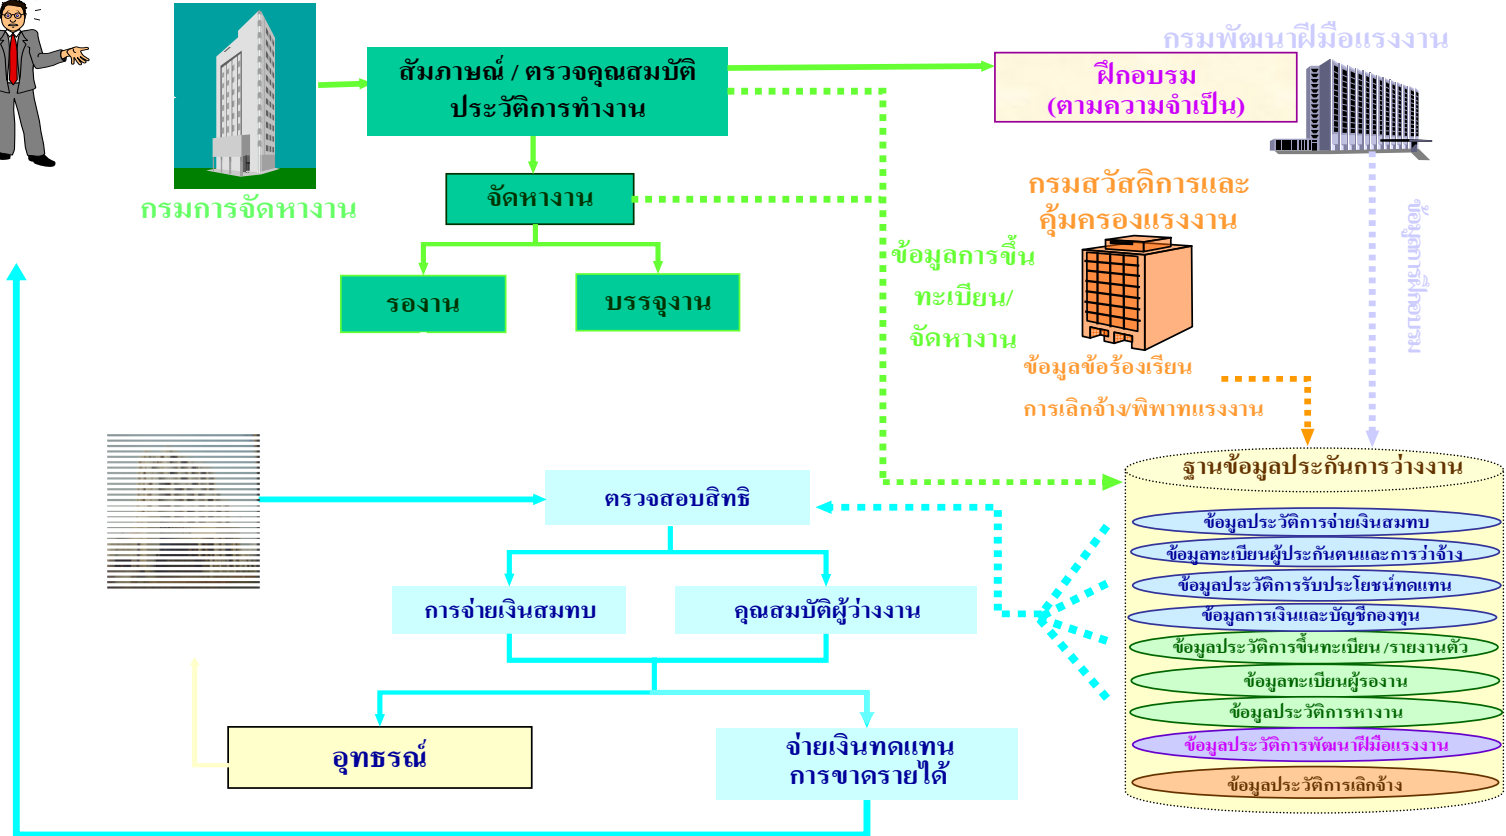 กรมพัฒนาฝีมือแรงงาน
สัมภาษณ์ / ตรวจคุณสมบัติ
ประวัติการทำงาน
ฝึกอบรม
(ตามความจำเป็น)
กรมการจัดหางาน
จัดหางาน
กรมสวัสดิการและ
คุ้มครองแรงงาน
ข้อมูลการฝึกอบรม
ข้อมูลการขึ้น
ทะเบียน/
จัดหางาน
รองาน
บรรจุงาน
ข้อมูลข้อร้องเรียน
การเลิกจ้าง/พิพาทแรงงาน
ฐานข้อมูลประกันการว่างงาน
ตรวจสอบสิทธิ
ข้อมูลประวัติการจ่ายเงินสมทบ
ข้อมูลทะเบียนผู้ประกันตนและการว่าจ้าง
ข้อมูลประวัติการรับประโยชน์ทดแทน
ข้อมูลการเงินและบัญชีกองทุน
ข้อมูลประวัติการขึ้นทะเบียน /รายงานตัว
ข้อมูลทะเบียนผู้รองาน
ข้อมูลประวัติการหางาน
ข้อมูลประวัติการพัฒนาฝีมือแรงงาน
ข้อมูลประวัติการเลิกจ้าง
การจ่ายเงินสมทบ
คุณสมบัติผู้ว่างงาน
อุทธรณ์
จ่ายเงินทดแทน
การขาดรายได้